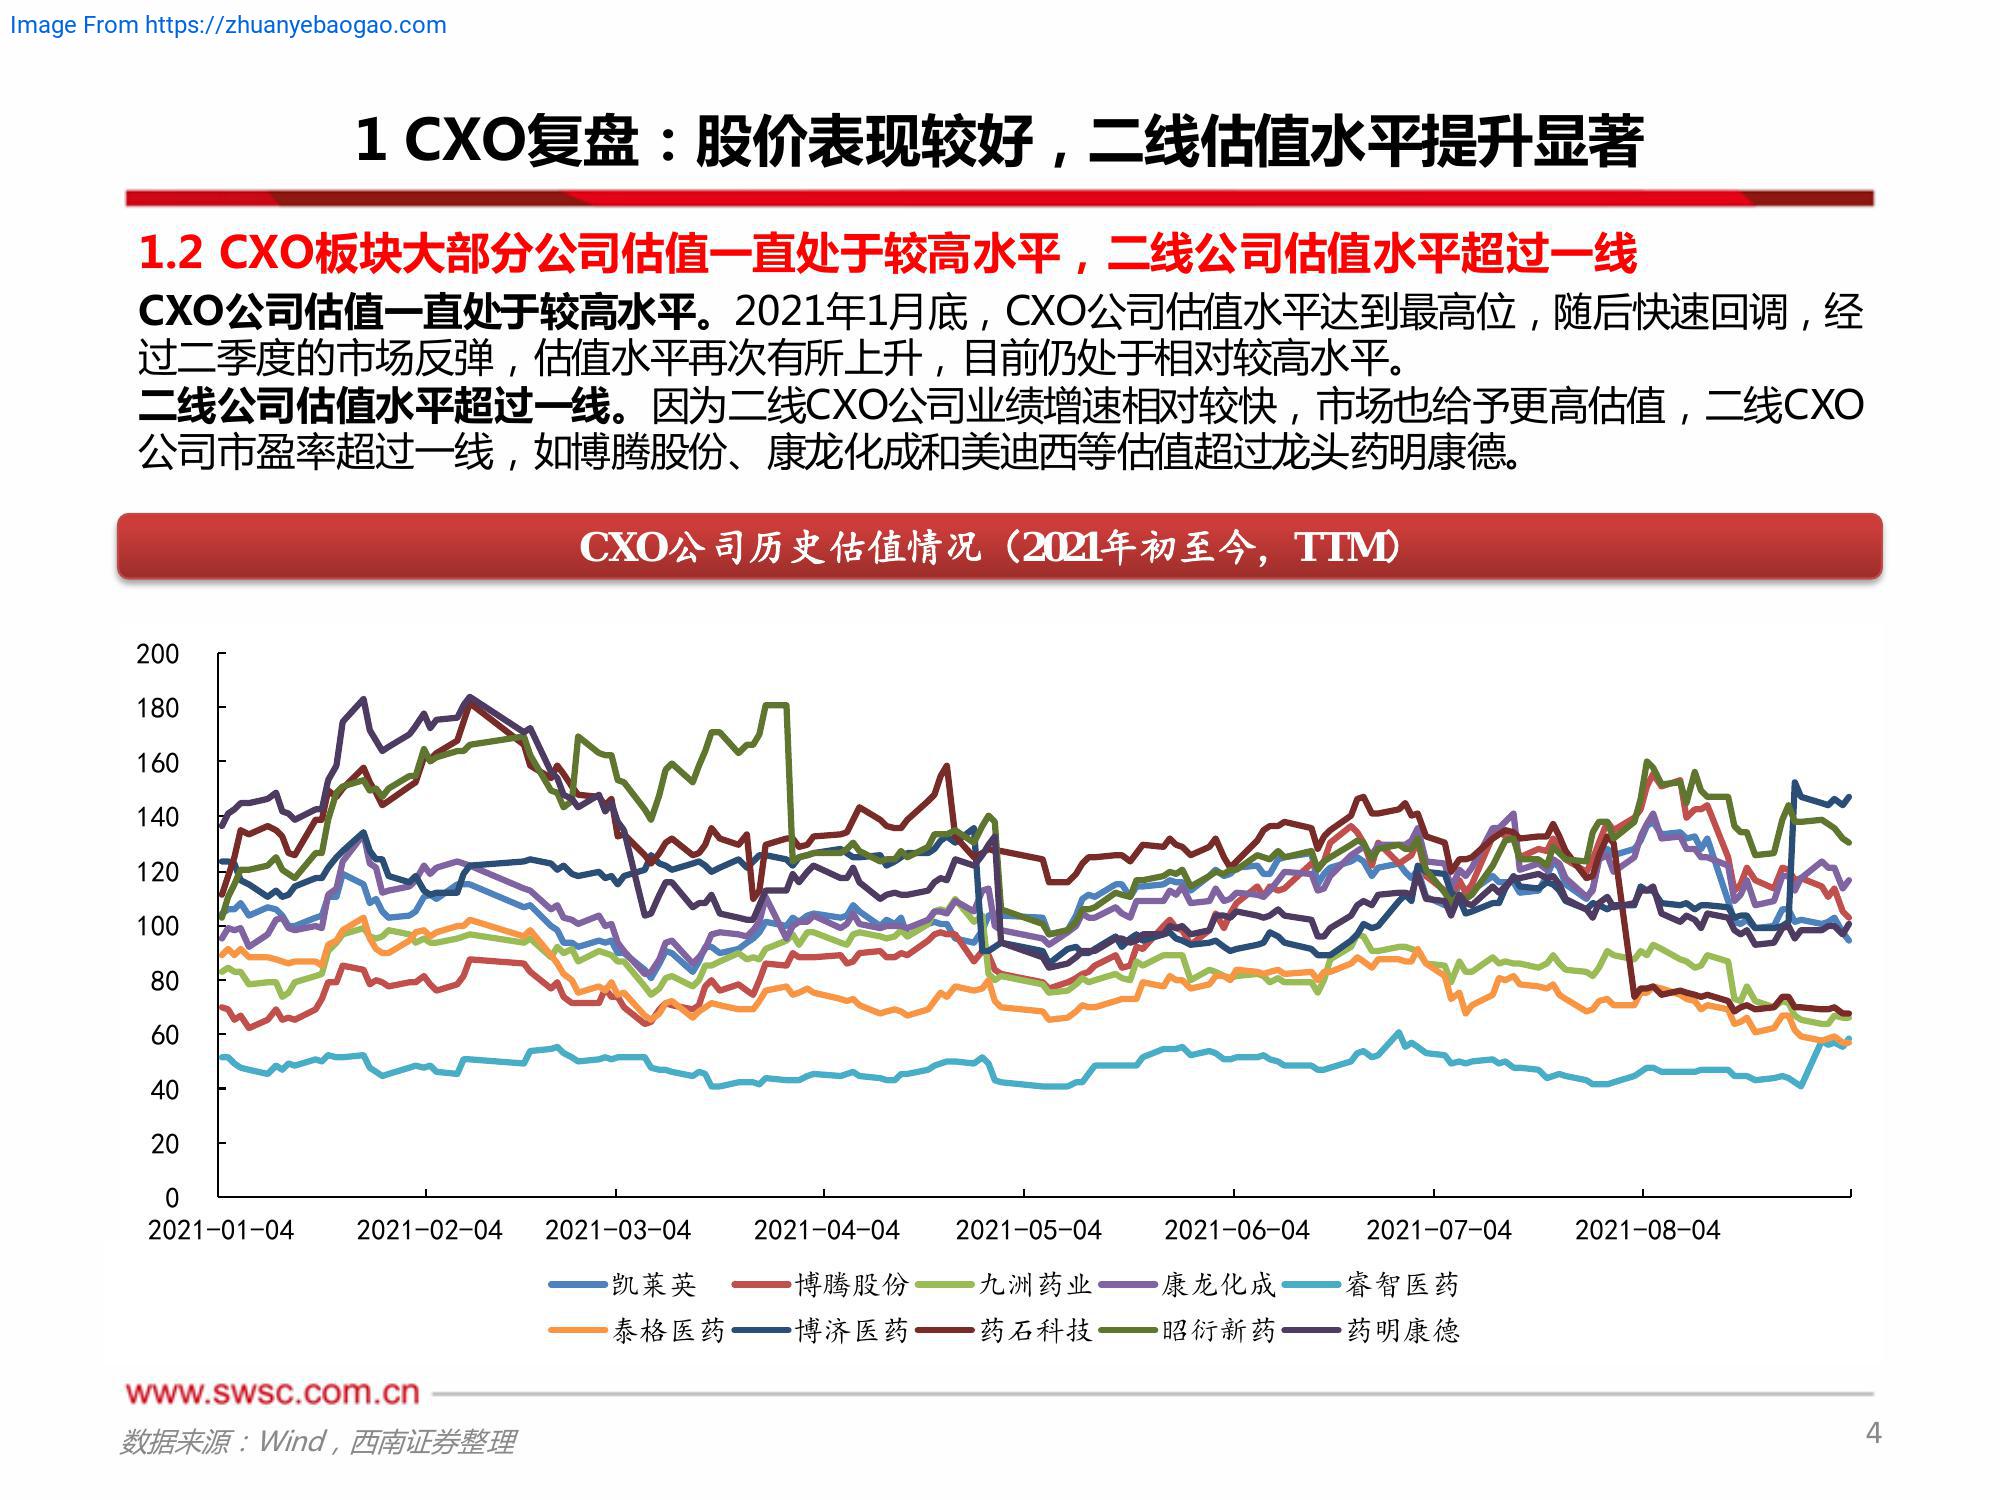 Image From https://zhuanyebaogao.com
1 CXO复盘：股价表现较好，二线估值水平提升显著
1.2 CXO板块大部分公司估值一直处于较高水平，二线公司估值水平超过一线
CXO公司估值一直处于较高水平。2021年1月底，CXO公司估值水平达到最高位，随后快速回调，经
过二季度的市场反弹，估值水平再次有所上升，目前仍处于相对较高水平。
二线公司估值水平超过一线。因为二线CXO公司业绩增速相对较快，市场也给予更高估值，二线CXO
公司市盈率超过一线，如博腾股份、康龙化成和美迪西等估值超过龙头药明康德。
CXO公司历史估值情况（2021年初至今，TTM）
200
180
160
140
120
100
80
60
40
20
0
2021-01-04 2021-02-04 2021-03-04 2021-04-04 2021-05-04 2021-06-04 2021-07-04 2021-08-04
凯莱英 博腾股份 九洲药业 康龙化成 睿智医药
泰格医药 博济医药 药石科技 昭衍新药 药明康德
www.swsc.com.cn
数据来源：Wind，西南证券整理
4